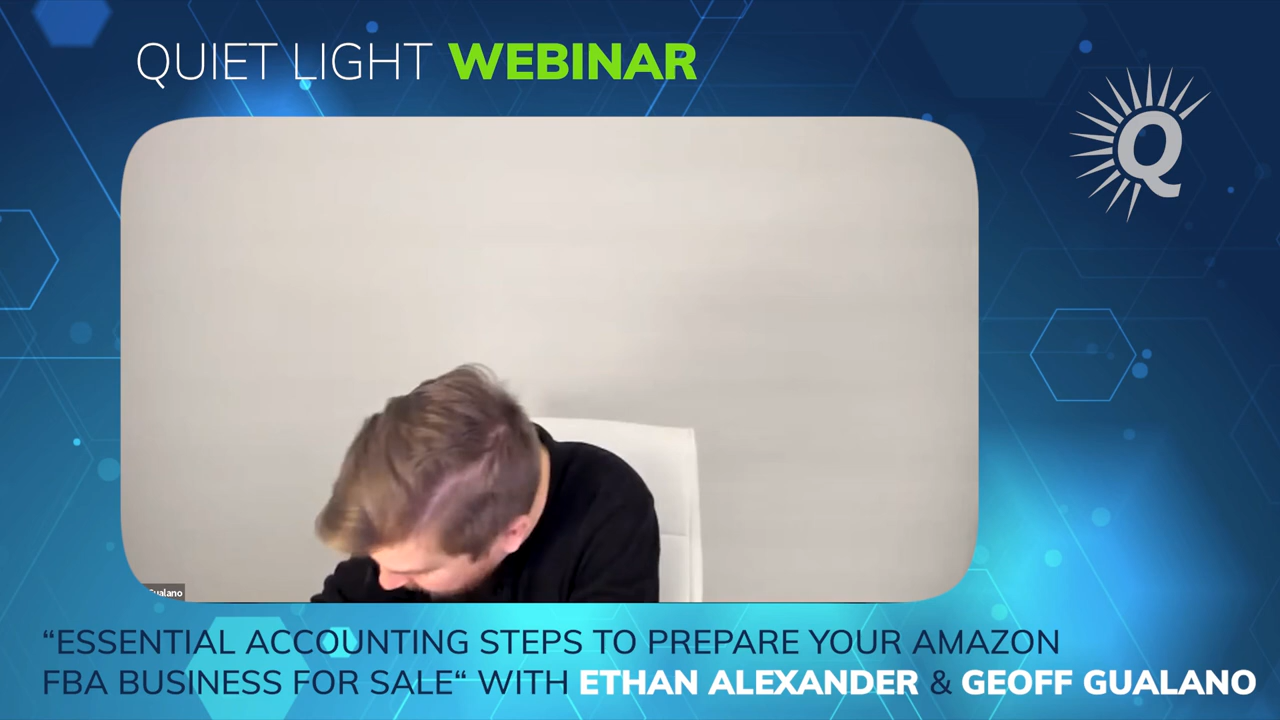 QUIET LIGHT WEBINAR
Q
Gualano
“ESSENTIAL ACCOUNTING STEPS TO PREPARE YOUR AMAZON
FBA BUSINESS FOR SALE“ WITH ETHAN ALEXANDER & GEOFF GUALANO